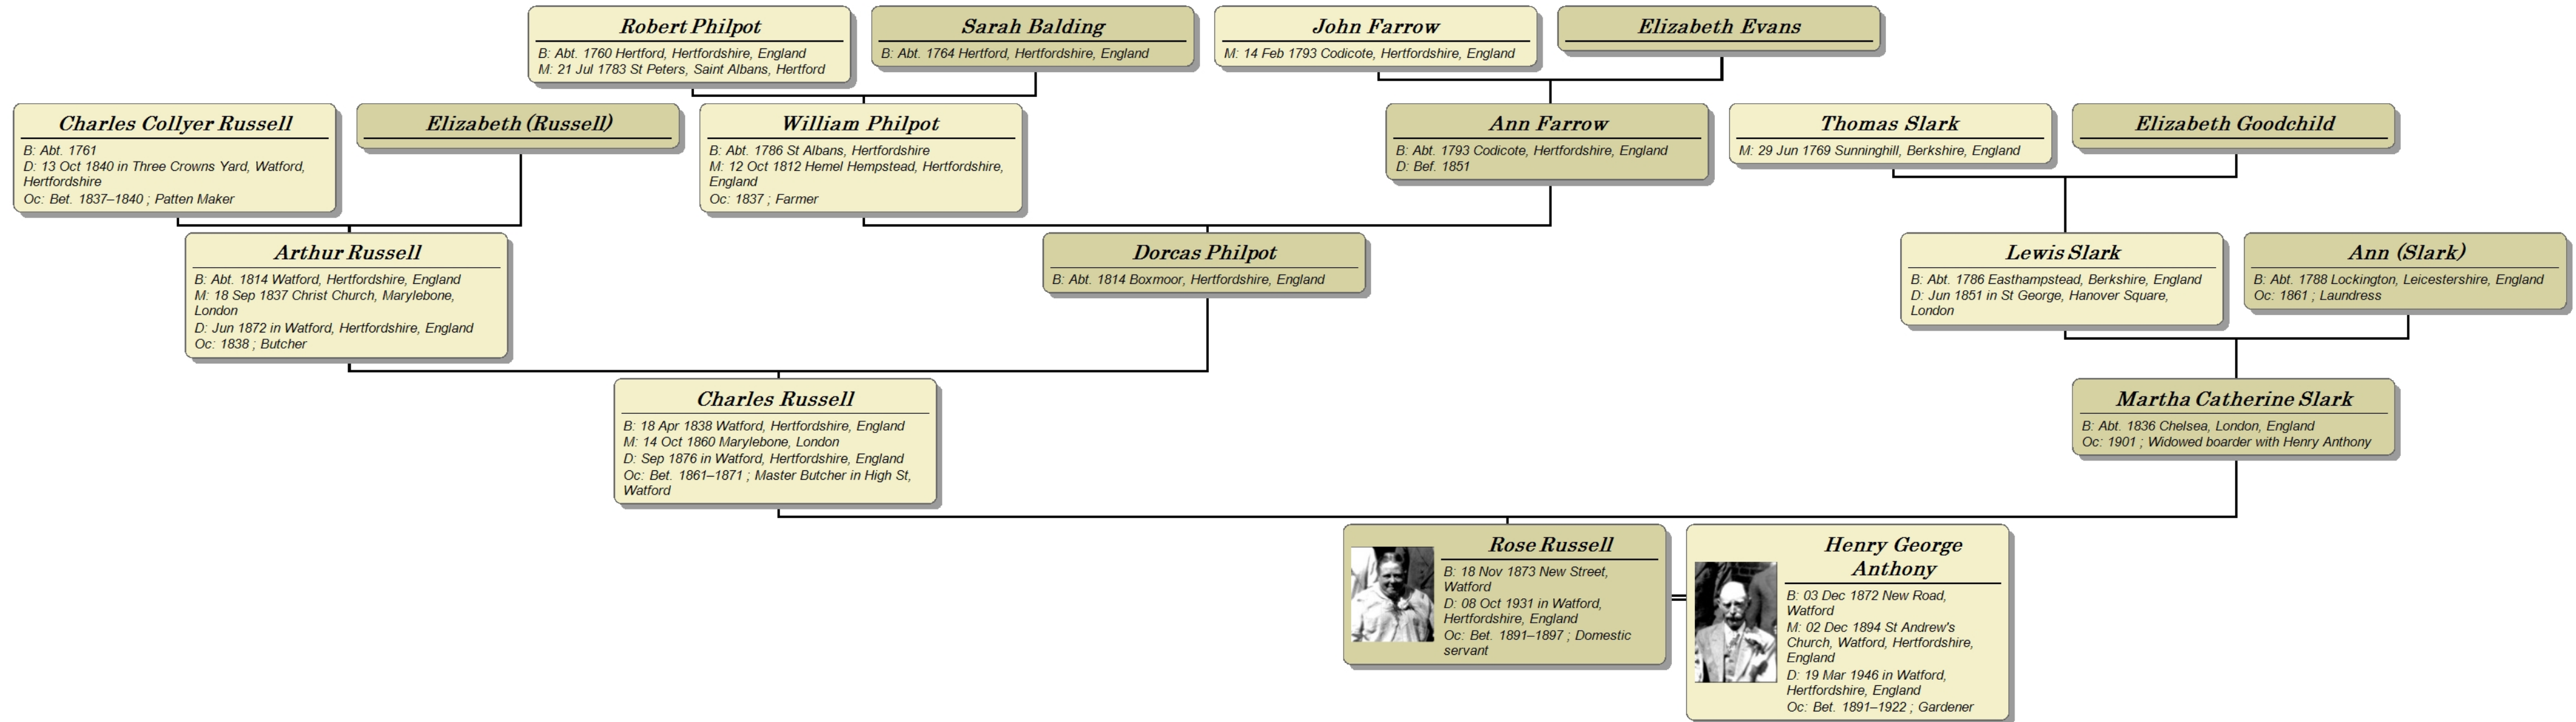 Robert Philpot
B: Abt. 1760 Hertford, Hertfordshire, England
M: 21 Jul 1783 St Peters, Saint Albans, Hertford
Sarah Balding
B: Abt. 1764 Hertford, Hertfordshire, England
John Farrow
M: 14 Feb 1793 Codicote, Hertfordshire, England
Elizabeth Evans
Charles Collyer Russell
B: Abt. 1761
D: 13 Oct 1840 in Three Crowns Yard, Watford,
Hertfordshire
Oc: Bet. 1837–1840 ; Patten Maker
Elizabeth (Russell)
William Philpot
B: Abt. 1786 St Albans, Hertfordshire
M: 12 Oct 1812 Hemel Hempstead, Hertfordshire,
England
Oc: 1837 ; Farmer
Ann Farrow
B: Abt. 1793 Codicote, Hertfordshire, England
D: Bef. 1851
Thomas Slark
M: 29 Jun 1769 Sunninghill, Berkshire, England
Elizabeth Goodchild
Arthur Russell
B: Abt. 1814 Watford, Hertfordshire, England
M: 18 Sep 1837 Christ Church, Marylebone,
London
D: Jun 1872 in Watford, Hertfordshire, England
Oc: 1838 ; Butcher
Dorcas Philpot
B: Abt. 1814 Boxmoor, Hertfordshire, England
Lewis Slark
B: Abt. 1786 Easthampstead, Berkshire, England
D: Jun 1851 in St George, Hanover Square,
London
Ann (Slark)
B: Abt. 1788 Lockington, Leicestershire, England
Oc: 1861 ; Laundress
Charles Russell
B: 18 Apr 1838 Watford, Hertfordshire, England
M: 14 Oct 1860 Marylebone, London
D: Sep 1876 in Watford, Hertfordshire, England
Oc: Bet. 1861–1871 ; Master Butcher in High St,
Watford
Martha Catherine Slark
B: Abt. 1836 Chelsea, London, England
Oc: 1901 ; Widowed boarder with Henry Anthony
Rose Russell
B: 18 Nov 1873 New Street,
Watford
D: 08 Oct 1931 in Watford,
Hertfordshire, England
Oc: Bet. 1891–1897 ; Domestic
servant
Henry George
Anthony
B: 03 Dec 1872 New Road,
Watford
M: 02 Dec 1894 St Andrew's
Church, Watford, Hertfordshire,
England
D: 19 Mar 1946 in Watford,
Hertfordshire, England
Oc: Bet. 1891–1922 ; Gardener